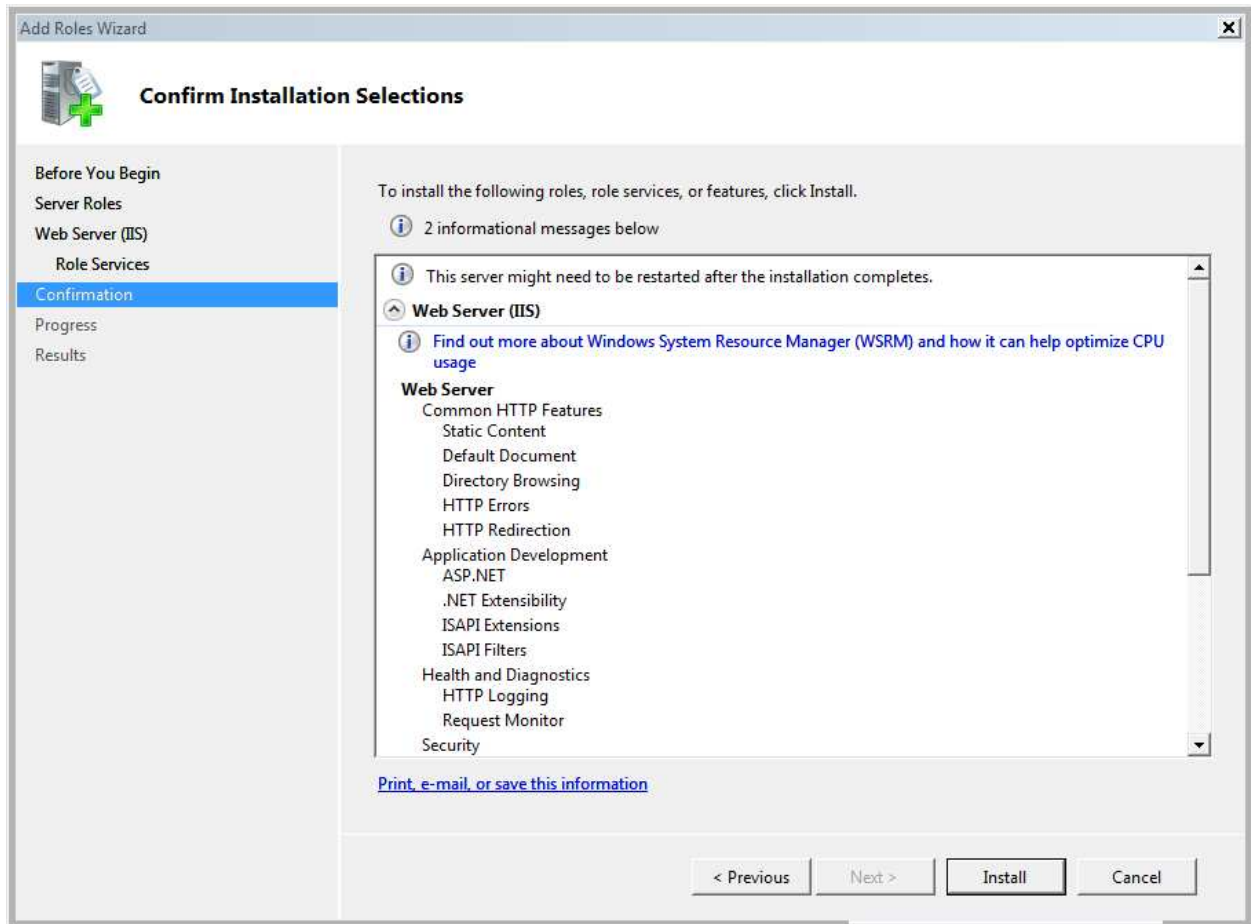 Add Roles Wizard
Confirm Installation Selections
Before You Begin
Server Roles
Web Server (IIS)
Role Services
Confirmation
Progress
Results
To install the following roles, role services, or features, click Install.
2 informational messages below
This server might need to be restarted after the installation completes.
Web Server (IIS)
Find out more about Windows System Resource Manager (WSRM) and how it can help optimize CPU
usage
Web Server
Common HTTP Features
Static Content
Default Document
Directory Browsing
HTTP Errors
HTTP Redirection
Application Development
ASP.NET
.NET Extensibility
ISAPI Extensions
ISAPI Filters
Health and Diagnostics
HTTP Logging
Request Monitor
Security
Print, e-mail, or save this information
< Previous
Next >
Install
Cancel